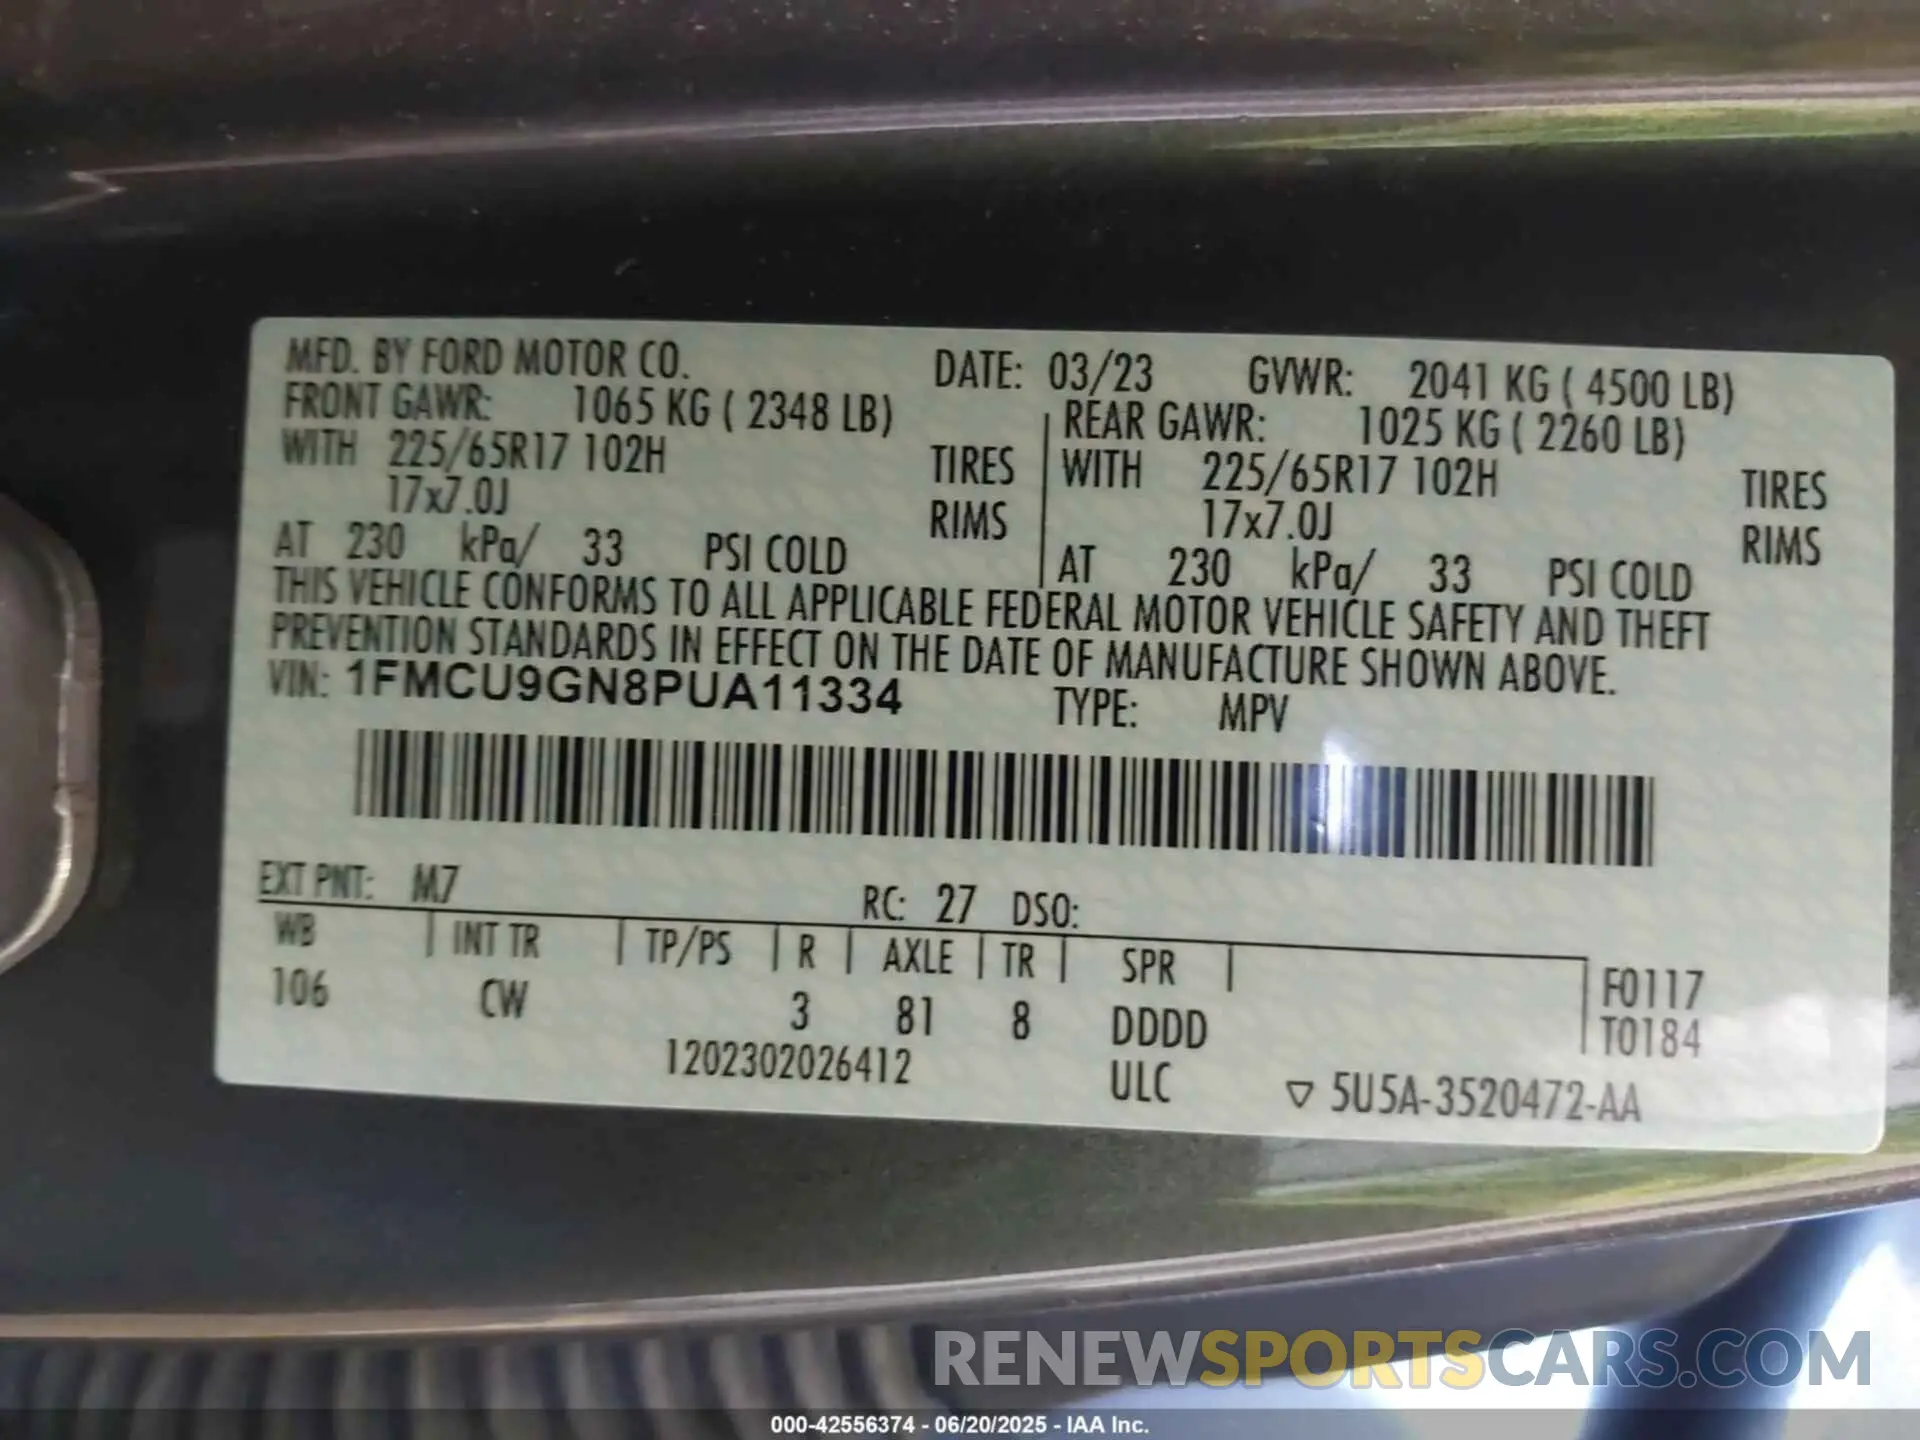 MFD. BY FORD MOTOR CO. DATE: 03/23 GVWR: 2041 KG ( 4500 LB)
FRONT GAWR: 1065 KG ( 2348 LB) REAR GAWR: 1025 KG ( 2260 LB)
WITH 225/65R17 102H TIRES WITH 225/65R17 102H TIRES
17x7.0J RIMS 17x7.0J RIMS
AT 230 kPa/ 33 PSI COLD AT 230 kPa/ 33 PSI COLD
THIS VEHICLE CONFORMS TO ALL APPLICABLE FEDERAL MOTOR VEHICLE SAFETY AND THEFT
PREVENTION STANDARDS IN EFFECT ON THE DATE OF MANUFACTURE SHOWN ABOVE.
VIN: 1FMCU9GN8PUA11334 TYPE: MPV
EXT PNT: M7 RC: 27 DSO:
WB INT TR TP/PS R AXLE TR SPR F0117
106 CW 3 81 8 DDDD T0184
1202302026412 ULC ▽ 5U5A-3520472-AA
RENEWSPORTSCARS.COM
000-42556374 - 06/20/2025 - IAA Inc.